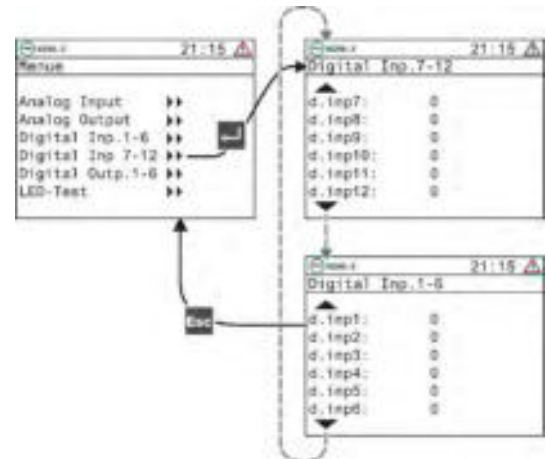 21:15
Menue
Analog Input
Analog Output
Digital Inp.1-6
Digital Inp 7-12
Digital Outp.1-6
LED-Test
21:15
Digital Inp.7-12
d.inp7: 0
d.inp8: 0
d.inp9: 0
d.inp10: 0
d.inp11: 0
d.inp12: 0
Esc
21:15
Digital Inp.1-6
d.inp1: 0
d.inp2: 0
d.inp3: 0
d.inp4: 0
d.inp5: 0
d.inp6: 0